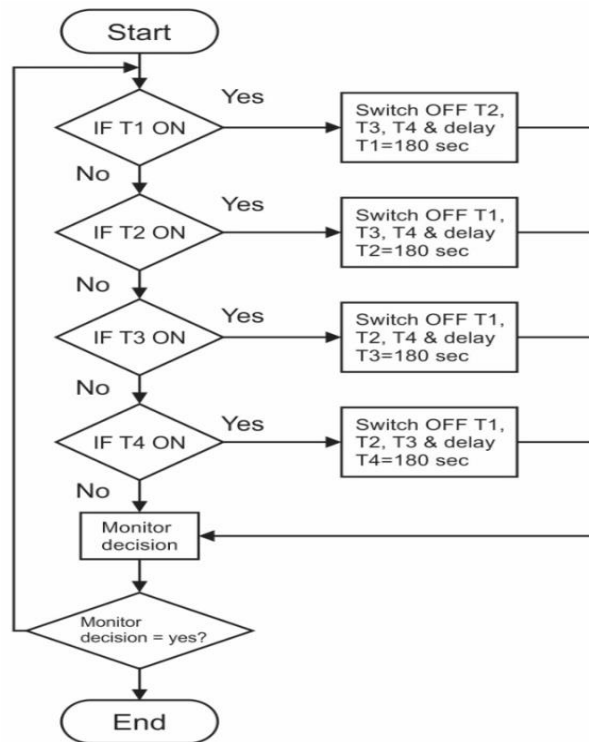 Start
Yes
IF T1 ON
Switch OFF T2,
T3, T4 & delay
T1=180 sec
No
Yes
IF T2 ON
Switch OFF T1,
T3, T4 & delay
T2=180 sec
No
Yes
IF T3 ON
Switch OFF T1,
T2, T4 & delay
T3=180 sec
No
Yes
IF T4 ON
Switch OFF T1,
T2, T3 & delay
T4=180 sec
No
Monitor
decision
Monitor
decision = yes?
End